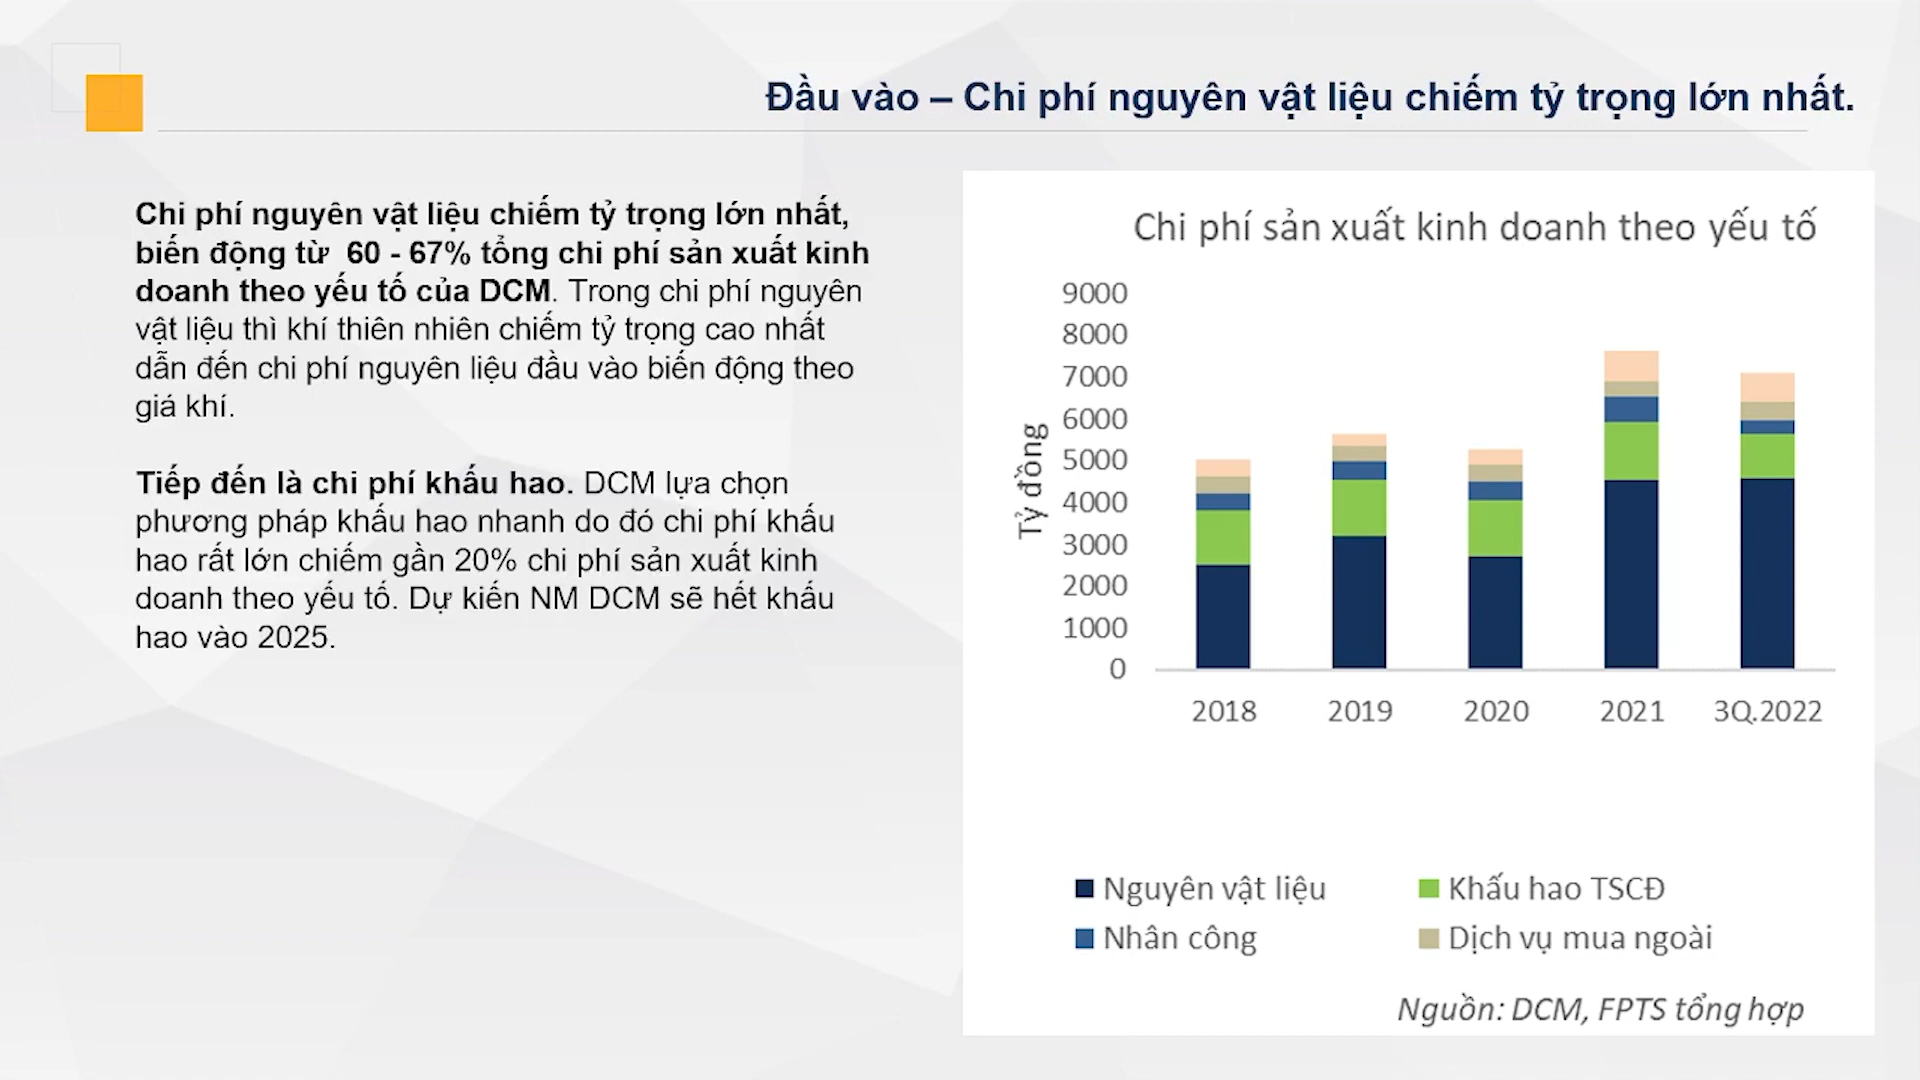 Đầu vào – Chi phí nguyên vật liệu chiếm tỷ trọng lớn nhất.
Chi phí nguyên vật liệu chiếm tỷ trọng lớn nhất,
biến động từ 60 - 67% tổng chi phí sản xuất kinh
doanh theo yếu tố của DCM. Trong chi phí nguyên
vật liệu thì khí thiên nhiên chiếm tỷ trọng cao nhất
dẫn đến chi phí nguyên liệu đầu vào biến động theo
giá khí.
Tiếp đến là chi phí khấu hao. DCM lựa chọn
phương pháp khấu hao nhanh do đó chi phí khấu
hao rất lớn chiếm gần 20% chi phí sản xuất kinh
doanh theo yếu tố. Dự kiến NM DCM sẽ hết khấu
hao vào 2025.
Chi phí sản xuất kinh doanh theo yếu tố
Tỷ đồng
9000
8000
7000
6000
5000
4000
3000
2000
1000
0
2018 2019 2020 2021 3Q.2022
Nguyên vật liệu Khấu hao TSCĐ
Nhân công Dịch vụ mua ngoài
Nguồn: DCM, FPTS tổng hợp